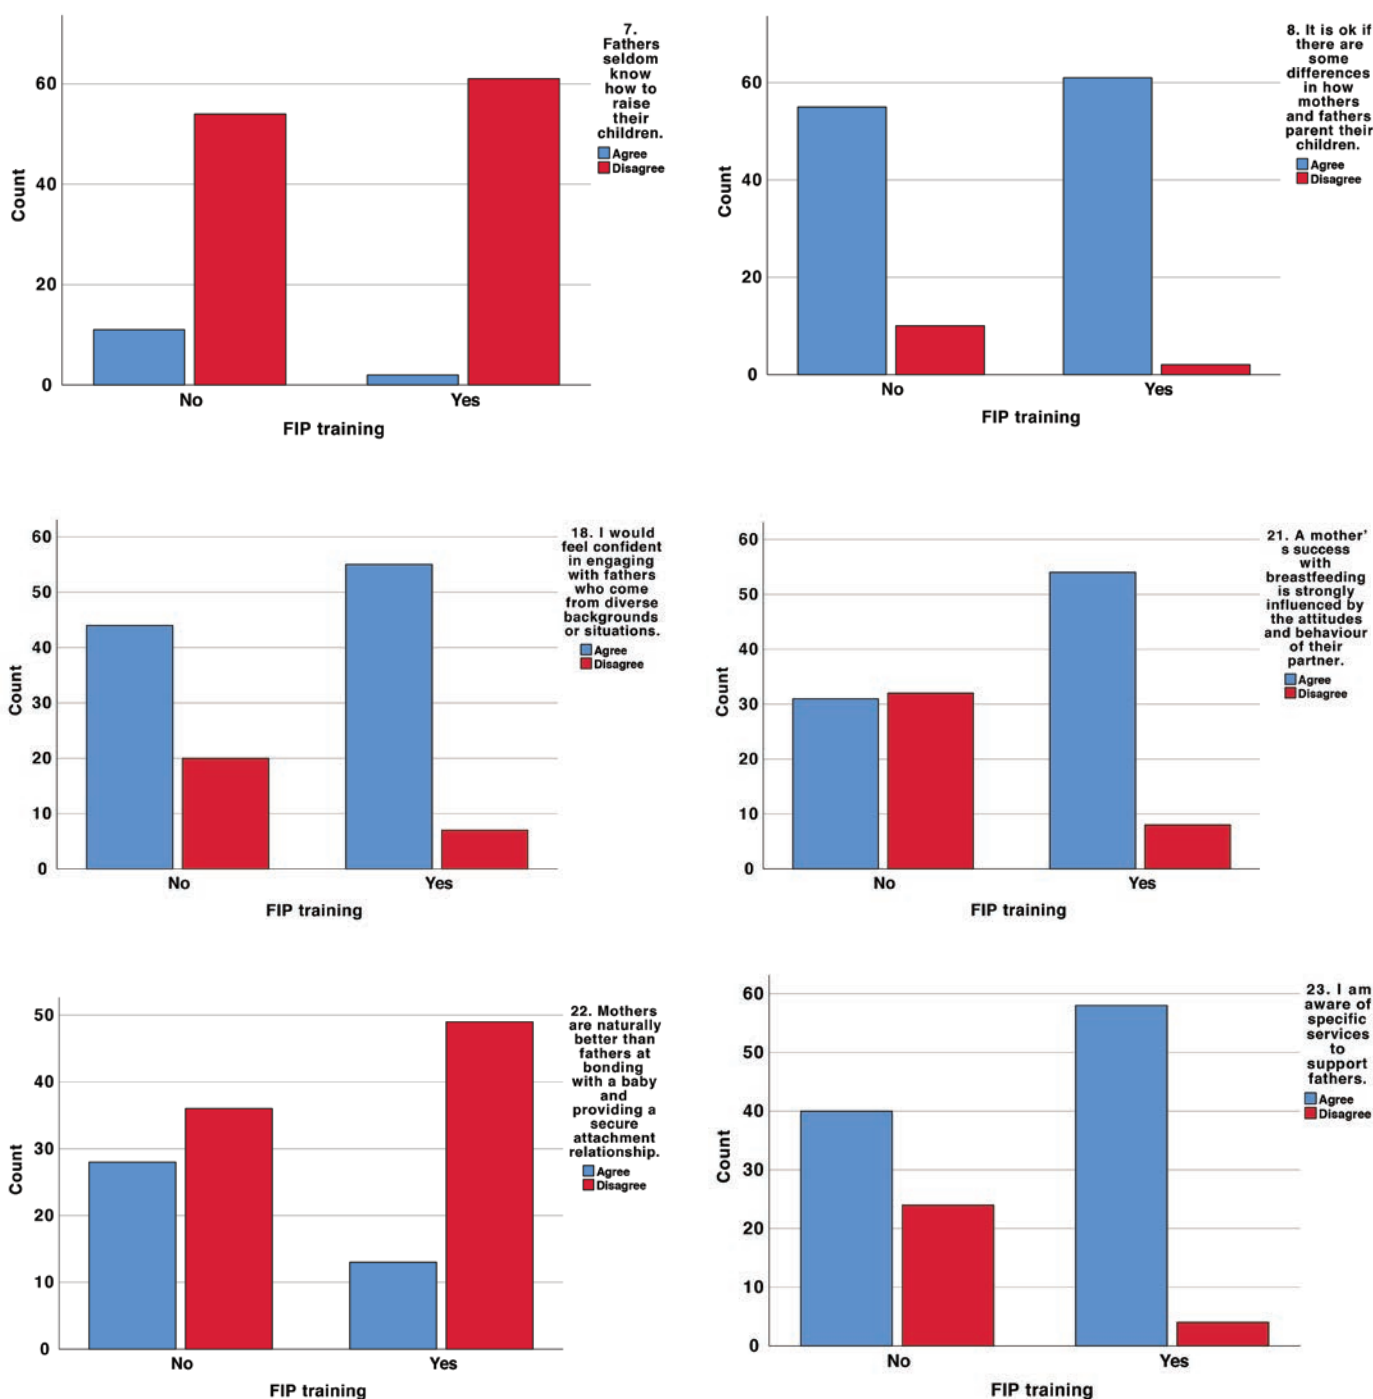 7.
Fathers
seldom
know
how to
raise
their
children.
Agree
Disagree
60
40
20
0
Count
No
Yes
FIP training
8. It is ok if
there are
some
differences
in how
mothers
and fathers
parent their
children.
Agree
Disagree
60
40
20
0
Count
No
Yes
FIP training
18. I would
feel confident
in engaging
with fathers
who come
from diverse
backgrounds
or situations.
Agree
Disagree
60
50
40
30
20
10
0
Count
No
Yes
FIP training
21. A mother’
s success
with
breastfeeding
is strongly
influenced by
the attitudes
and behaviour
of their
partner.
Agree
Disagree
60
50
40
30
20
10
0
Count
No
Yes
FIP training
22. Mothers
are naturally
better than
fathers at
bonding
with a baby
and
providing a
secure
attachment
relationship.
Agree
Disagree
50
40
30
20
10
0
Count
No
Yes
FIP training
23. I am
aware of
specific
services
to
support
fathers.
Agree
Disagree
60
50
40
30
20
10
0
Count
No
Yes
FIP training